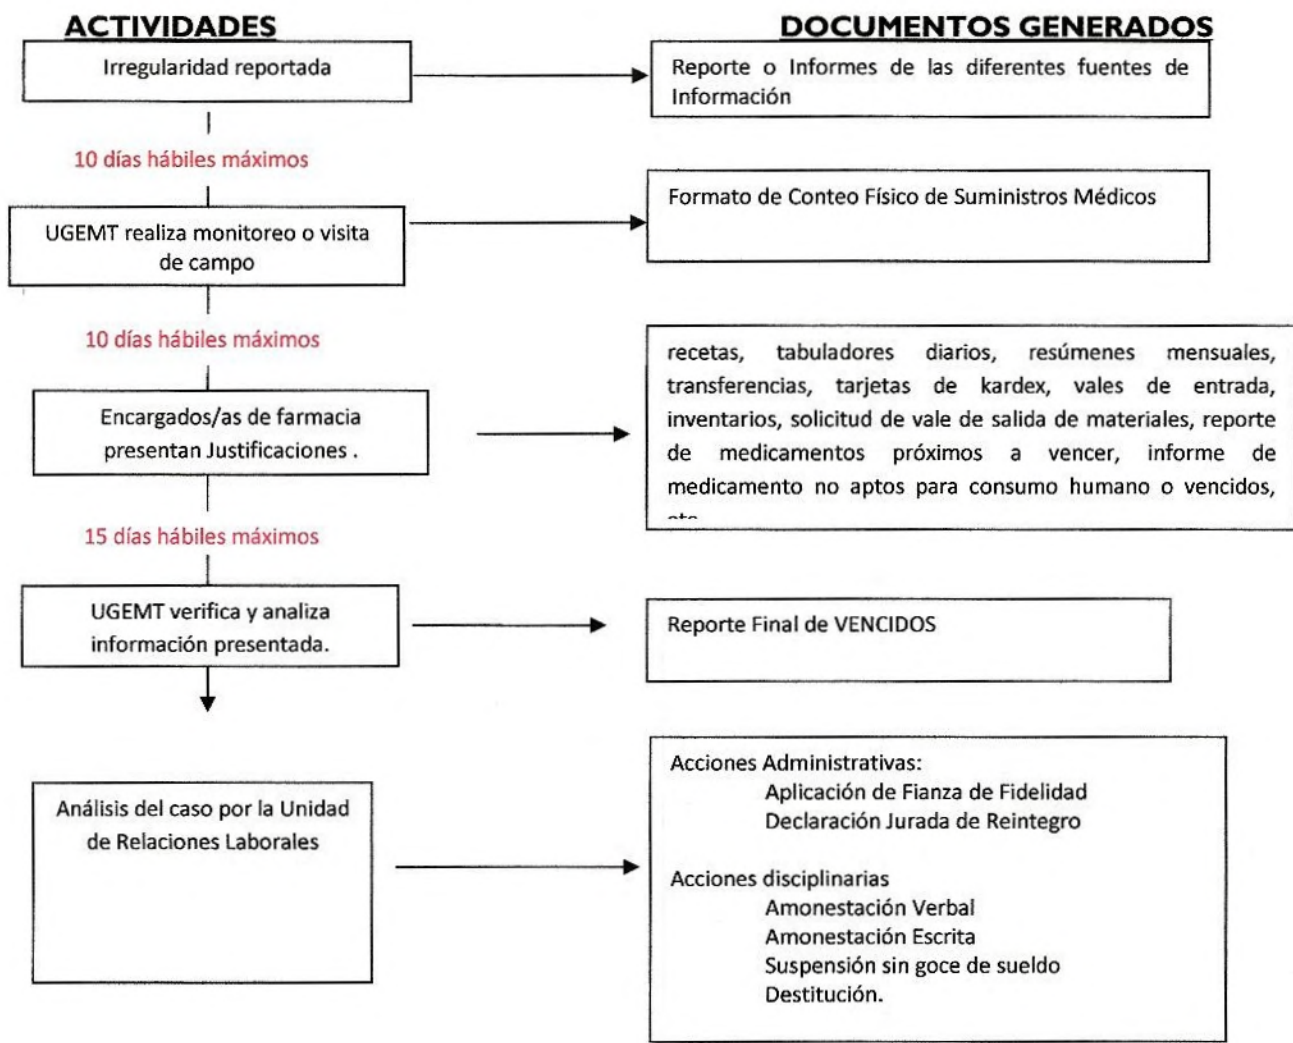 ACTIVIDADES
DOCUMENTOS GENERADOS
Irregularidad reportada
Reporte o Informes de las diferentes fuentes de
Información
10 días hábiles máximos
Formato de Conteo Físico de Suministros Médicos
UGEMT realiza monitoreo o visita
de campo
10 días hábiles máximos
recetas, tabuladores diarios, resúmenes mensuales,
transferencias, tarjetas de kardex, vales de entrada,
inventarios, solicitud de vale de salida de materiales, reporte
de medicamentos próximos a vencer, informe de
medicamento no aptos para consumo humano o vencidos,
etc
Encargados/as de farmacia
presentan Justificaciones .
15 días hábiles máximos
UGEMT verifica y analiza
información presentada.
Reporte Final de VENCIDOS
Análisis del caso por la Unidad
de Relaciones Laborales
Acciones Administrativas:
Aplicación de Fianza de Fidelidad
Declaración Jurada de Reintegro
Acciones disciplinarias
Amonestación Verbal
Amonestación Escrita
Suspensión sin goce de sueldo
Destitución.